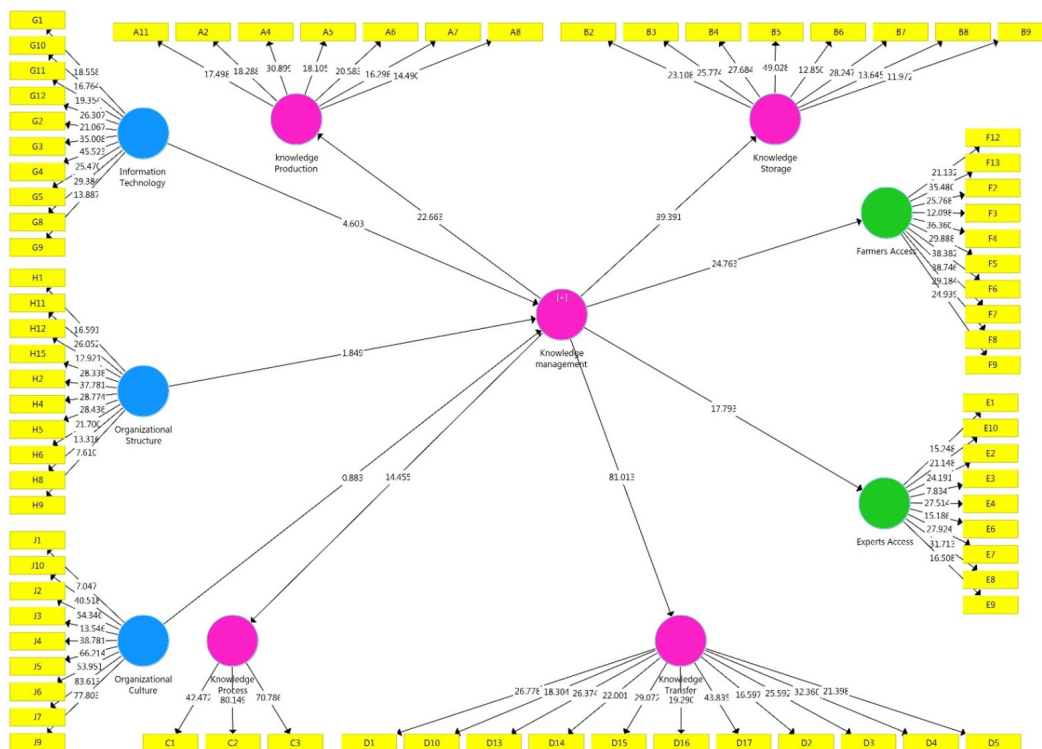 G1
G10
G11
G12
G2
G3
G4
G5
G8
G9
18.558
16.764
19.354
26.307
21.067
35.008
45.523
25.470
29.384
13.887
Information
Technology
A11 A2 A4 A5 A6 A7 A8
17.498 18.288 30.899 18.105 20.583 16.298 14.490
knowledge
Production
B2 B3 B4 B5 B6 B7 B8 B9
23.108 25.774 27.684 49.028 12.850 28.247 13.645 11.972
Knowledge
Storage
F12
F13
F2
F3
F4
F5
F6
F7
F8
F9
21.132
35.480
25.768
12.098
36.360
29.888
38.382
38.746
29.184
24.939
Farmers Access
4.603
22.663
39.391
24.763
[+]
Knowledge
management
1.849
17.793
0.883
14.455
81.013
H1
H11
H12
H15
H2
H4
H5
H6
H8
H9
16.591
26.052
12.921
28.338
37.781
28.774
28.436
21.700
13.316
7.610
Organizational
Structure
E1
E10
E2
E3
E4
E6
E7
E8
E9
15.248
21.148
24.191
7.834
27.514
15.186
27.924
31.713
16.508
Experts Access
J1
J10
J2
J3
J4
J5
J6
J7
J9
7.047
40.518
54.346
13.546
38.781
66.214
53.951
83.613
77.803
Organizational
Culture
Knowledge
Process
42.472 80.149 70.786
C1 C2 C3
Knowledge
Transfer
26.778 18.304 26.374 22.001 29.072 19.290 43.839 16.597 25.592 32.360 21.398
D1 D10 D13 D14 D15 D16 D17 D2 D3 D4 D5